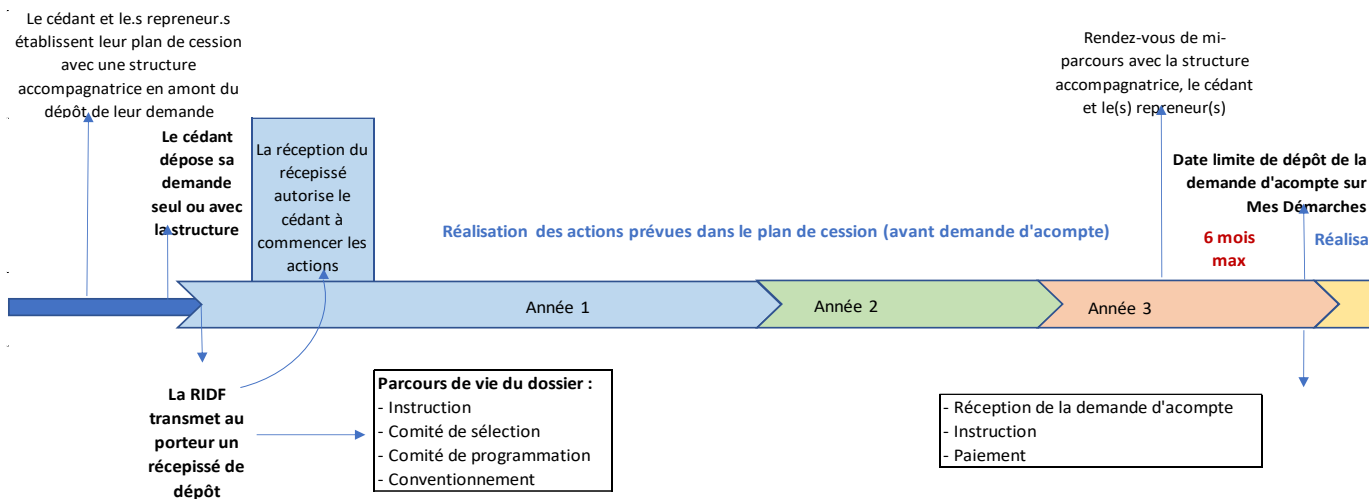 Le cédant et le.s repreneur.s
établissent leur plan de cession
avec une structure
accompagnatrice en amont du
dépôt de leur demande
Le cédant
dépose sa
demande
seul ou avec
la structure
La réception du
récepissé
autorise le
cédant à
commencer les
actions
Réalisation des actions prévues dans le plan de cession (avant demande d'acompte)
Rendez-vous de mi-
parcours avec la structure
accompagnatrice, le cédant
et le(s) repreneur(s)
Date limite de dépôt de la
demande d'acompte sur
Mes Démarches
6 mois
max
Réalisa
Année 1
Année 2
Année 3
La RIDF
transmet au
porteur un
récepissé de
dépôt
Parcours de vie du dossier :
- Instruction
- Comité de sélection
- Comité de programmation
- Conventionnement
- Réception de la demande d'acompte
- Instruction
- Paiement